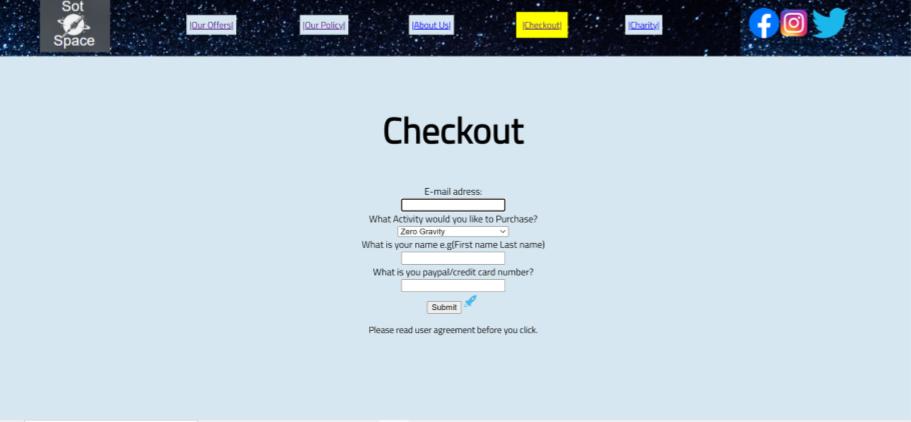 Sot
Space
|Our Offers| |Our Policy| |About Us| |Checkout| |Charity|
Checkout
E-mail adress:
What Activity would you like to Purchase?
Zero Gravity
What is your name e.g(First name Last name)
What is you paypal/credit card number?
Submit
Please read user agreement before you click.